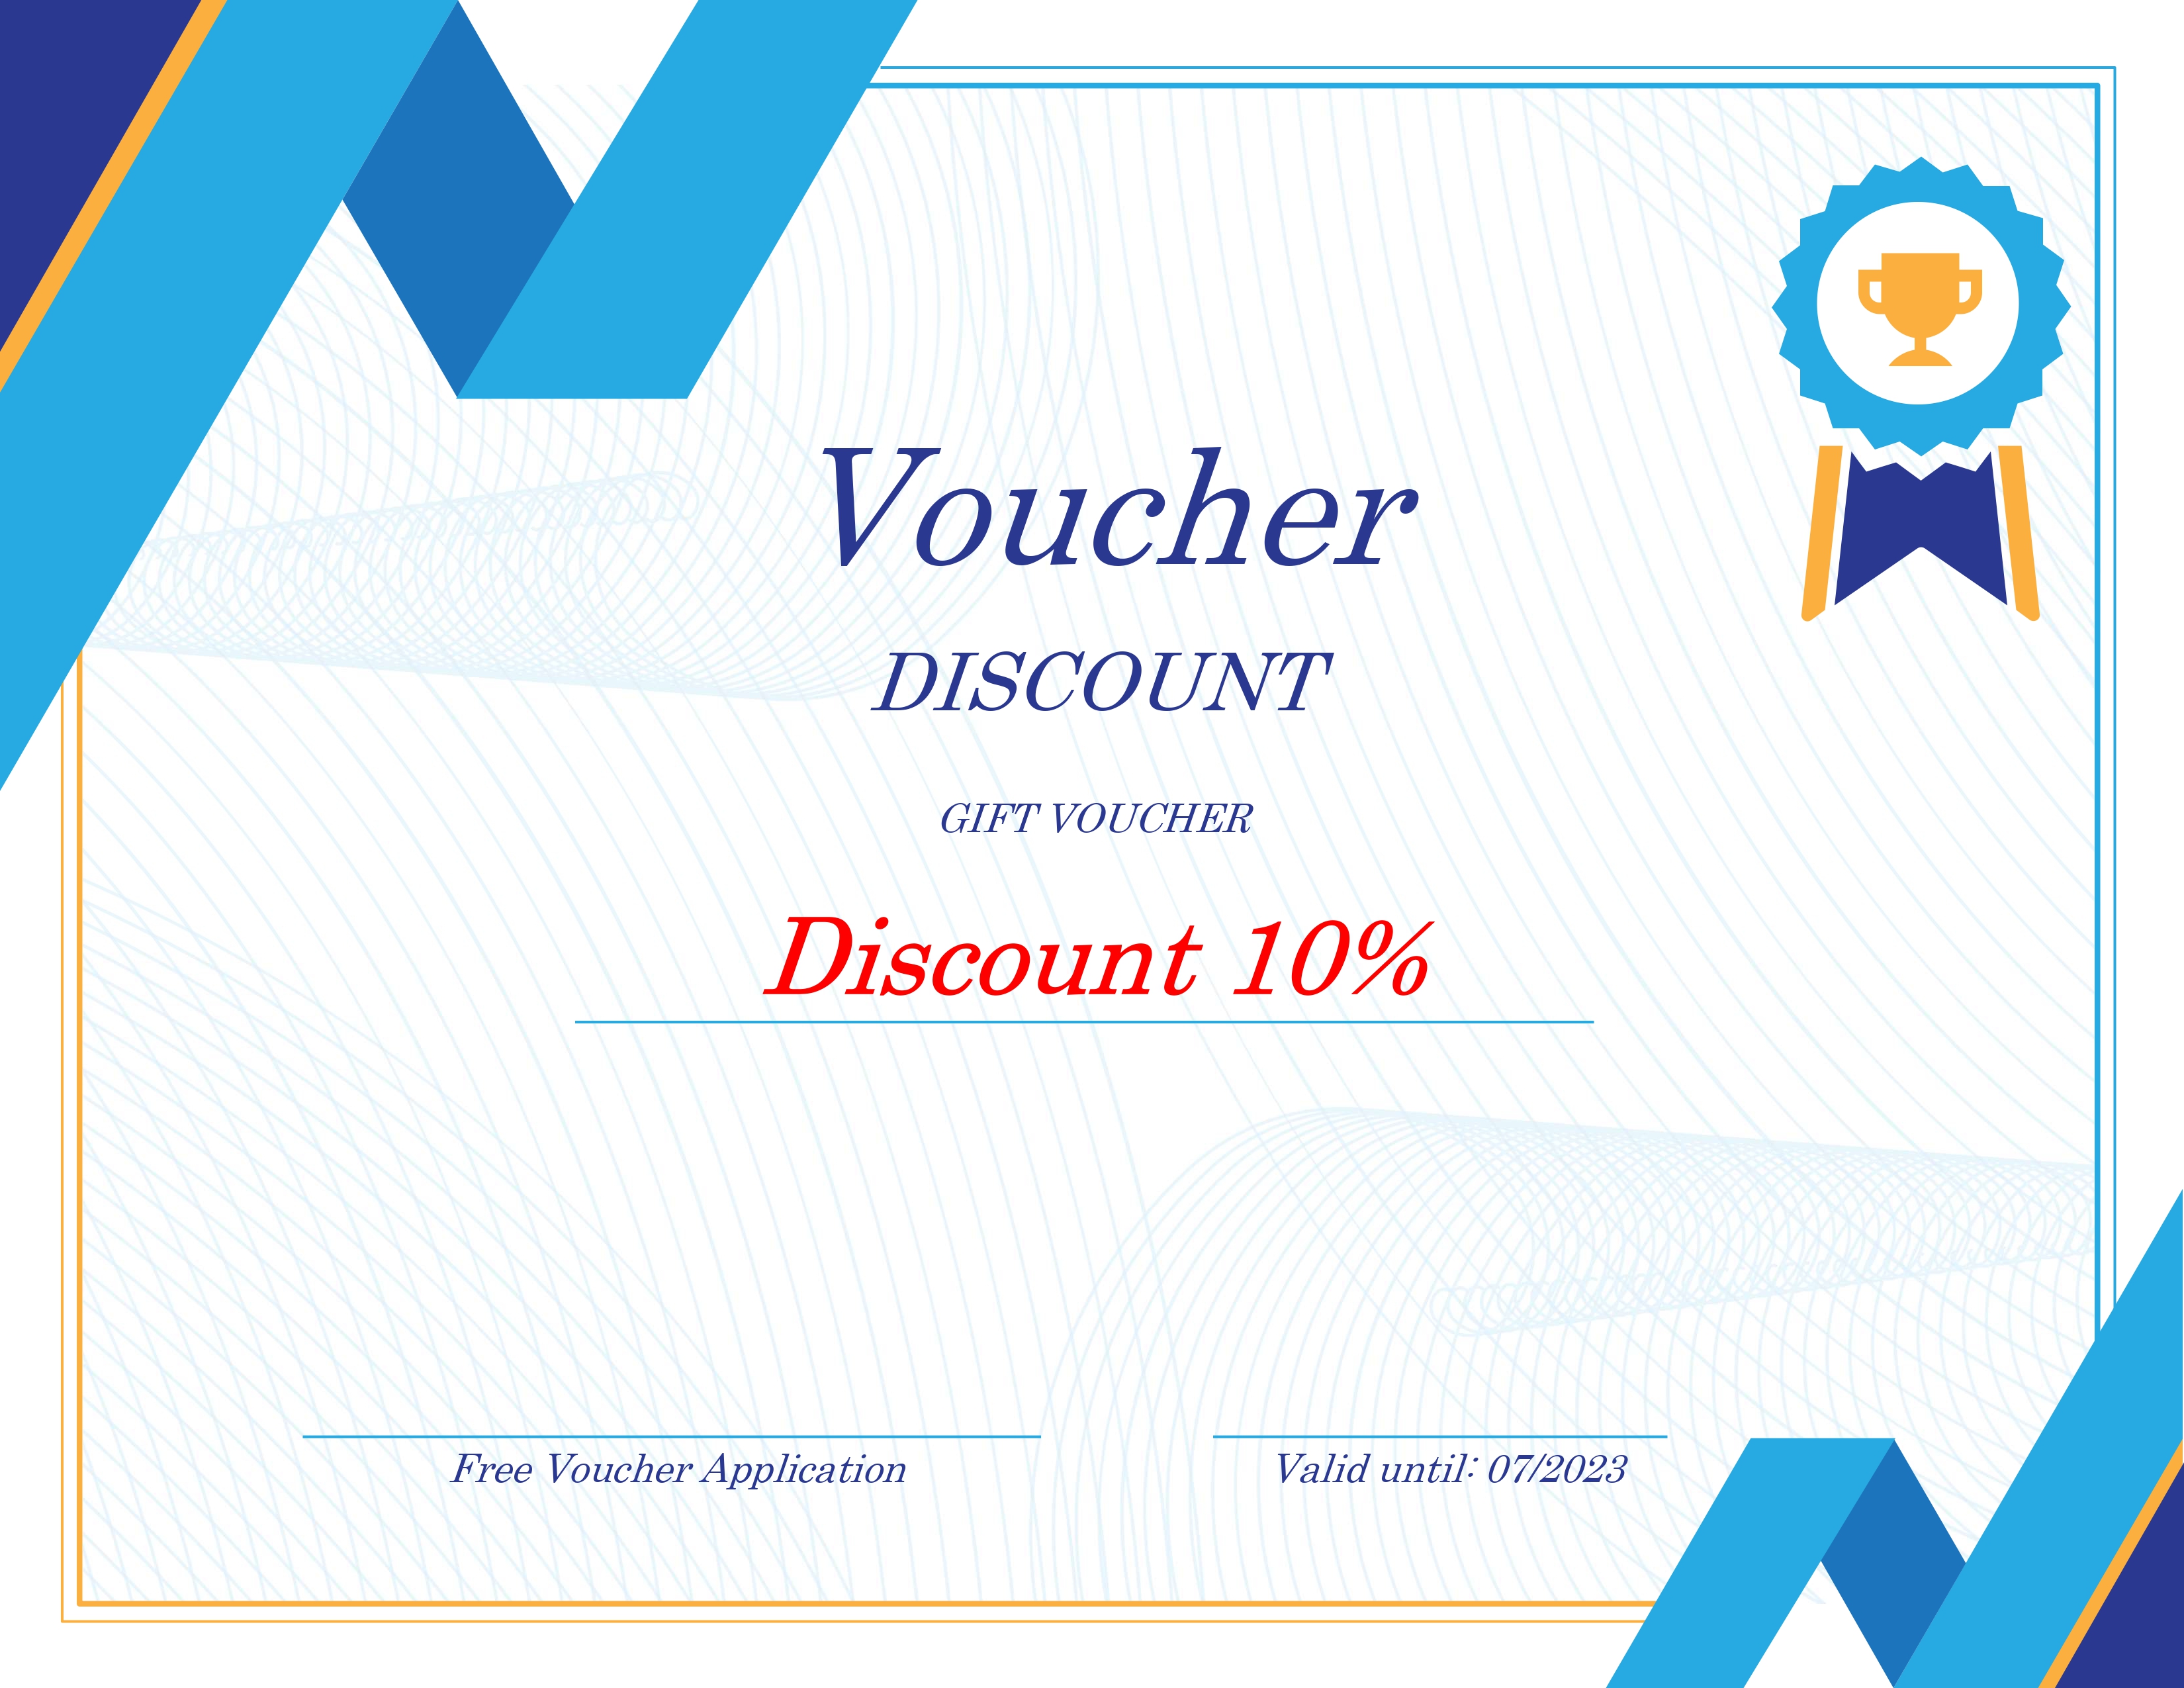 Voucher
DISCOUNT
GIFT VOUCHER
Discount 10%
Free Voucher Application
Valid until: 07/2023